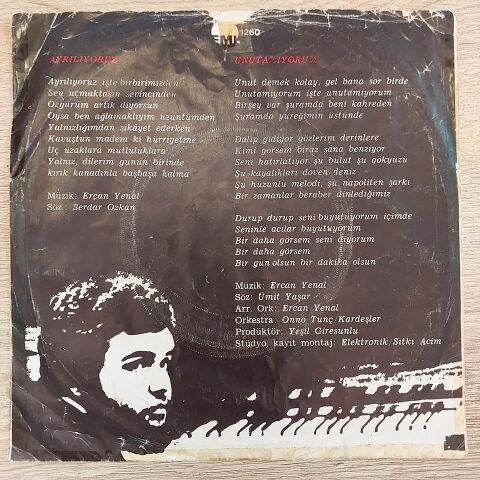 EMI 1260
AYRILIYORUZ
Ayrılıyoruz işte birbirimizden
Sen uçmaktasın sevincinden
Özgürüm artık diyorsun
Oysa ben ağlamaklıyım üzüntümden
Yalnızlığımdan şikâyet ederken
Kavuştun madem ki hürriyetine
Uç uzaklara mutluluklara
Yalnız, dilerim günün birinde
kırık kanadınla başbaşa kalma
Müzik: Erçan Yenal
Söz: Serdar Özkan
UNUTAMIYORUM
Unut demek kolay, gel bana sor birde
Unutamıyorum işte unutamıyorum
Birşey var şuramda beni kahreden
Şuramda yüreğimin üstünde
Dalıp gidiyor gözlerim derinlere
Kimi görsem biraz sana benziyor
Seni hatırlatıyor şu bulut şu gökyüzü
Şu kayalıkları döven deniz
Şu hüzünlü melodi, şu napoliten şarkı
Bir zamanlar beraber dinlediğimiz
Durup durup seni büyütüyorum içimde
Seninle acılar büyütüyorum
Bir daha görsem seni diyorum
Bir daha görsem
Bir gün olsun bir dakika olsun
Müzik: Ercan Yenal
Söz: Ümit Yaşar
Arr. Ork: Ercan Yenal
Orkestra: Onno Tunç Kardeşler
Prodüktör: Yeşil Giresunlu
Stüdyo, kayıt montaj: Elektronik Sıtkı Acim